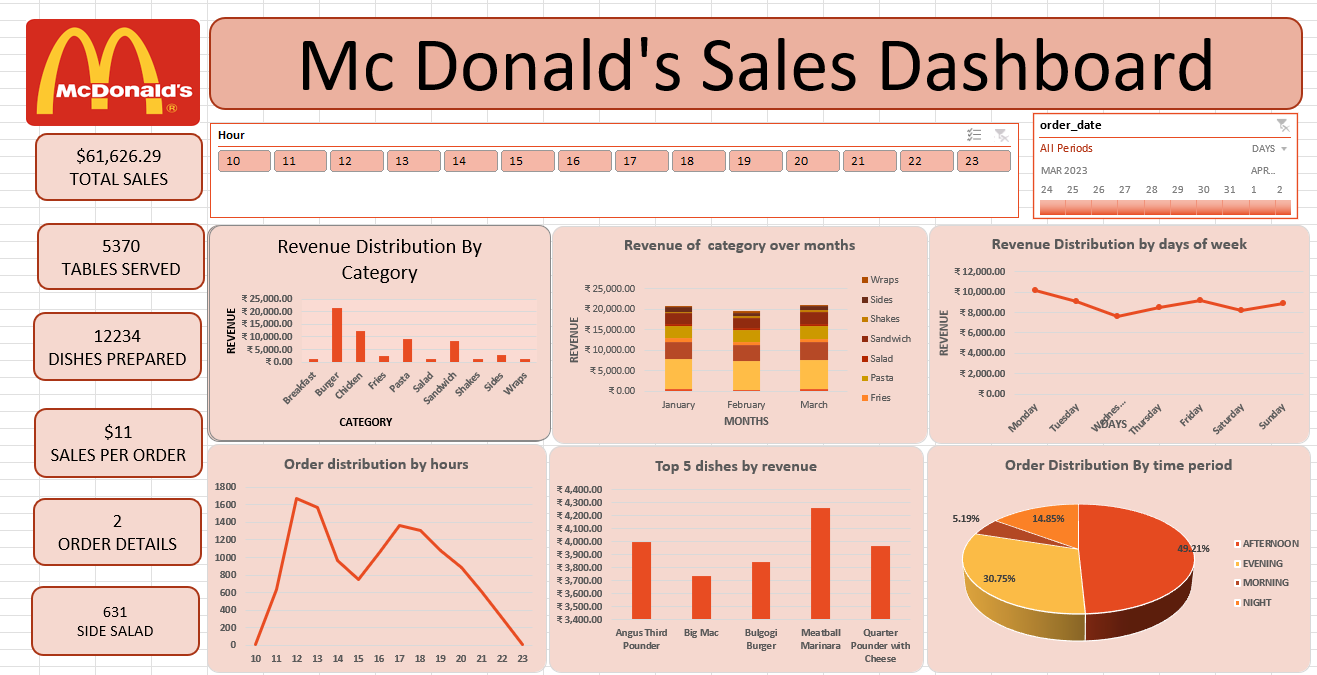 McDonald's
®
Mc Donald's Sales Dashboard
$61,626.29
TOTAL SALES
5370
TABLES SERVED
12234
DISHES PREPARED
$11
SALES PER ORDER
2
ORDER DETAILS
631
SIDE SALAD
Hour
10 11 12 13 14 15 16 17 18 19 20 21 22 23
order_date
All Periods DAYS
MAR 2023 APR...
24 25 26 27 28 29 30 31 1 2
Revenue Distribution By
Category
REVENUE
₹ 25,000.00
₹ 20,000.00
₹ 15,000.00
₹ 10,000.00
₹ 5,000.00
₹ 0.00
Breakfast Burger Chicken Fries Pasta Salad Sandwich Shakes Sides Wraps
CATEGORY
Revenue of category over months
REVENUE
₹ 25,000.00
₹ 20,000.00
₹ 15,000.00
₹ 10,000.00
₹ 5,000.00
₹ 0.00
January February March
MONTHS
Wraps
Sides
Shakes
Sandwich
Salad
Pasta
Fries
Revenue Distribution by days of week
REVENUE
₹ 12,000.00
₹ 10,000.00
₹ 8,000.00
₹ 6,000.00
₹ 4,000.00
₹ 2,000.00
₹ 0.00
Monday Tuesday Wednes... Thursday Friday Saturday Sunday
DAYS
Order distribution by hours
1800
1600
1400
1200
1000
800
600
400
200
0
10 11 12 13 14 15 16 17 18 19 20 21 22 23
Top 5 dishes by revenue
₹ 4,400.00
₹ 4,300.00
₹ 4,200.00
₹ 4,100.00
₹ 4,000.00
₹ 3,900.00
₹ 3,800.00
₹ 3,700.00
₹ 3,600.00
₹ 3,500.00
₹ 3,400.00
Angus Third Big Mac Bulgogi Meatball Quarter
Pounder Burger Marinara Pounder with
Cheese
Order Distribution By time period
5.19%
14.85%
49.21%
30.75%
AFTERNOON
EVENING
MORNING
NIGHT